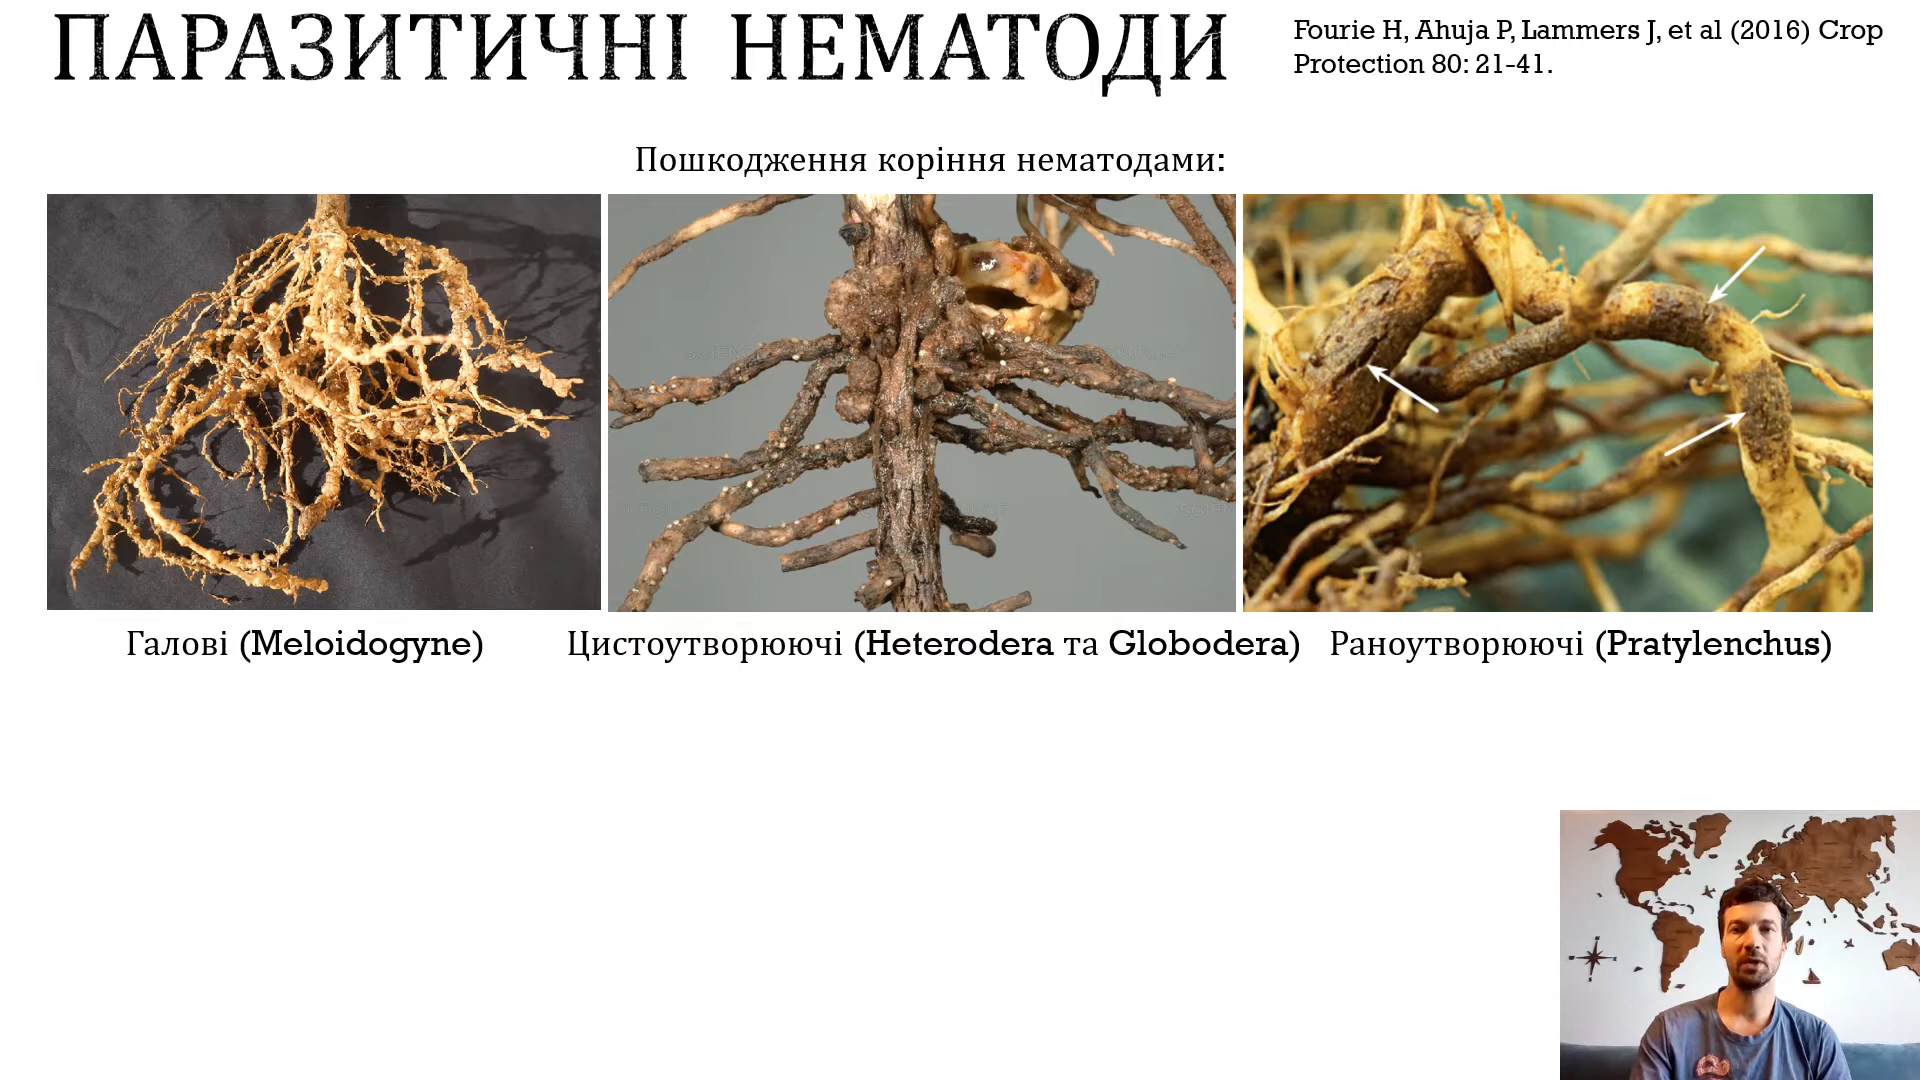 ПАРАЗИТИЧНІ НЕМАТОДИ
Fourie H, Ahuja P, Lammers J, et al (2016) Crop
Protection 80: 21-41.
Пошкодження коріння нематодами:
Галові (Meloidogyne)
Цистоутворюючі (Heterodera та Globodera)
Раноутворюючі (Pratylenchus)